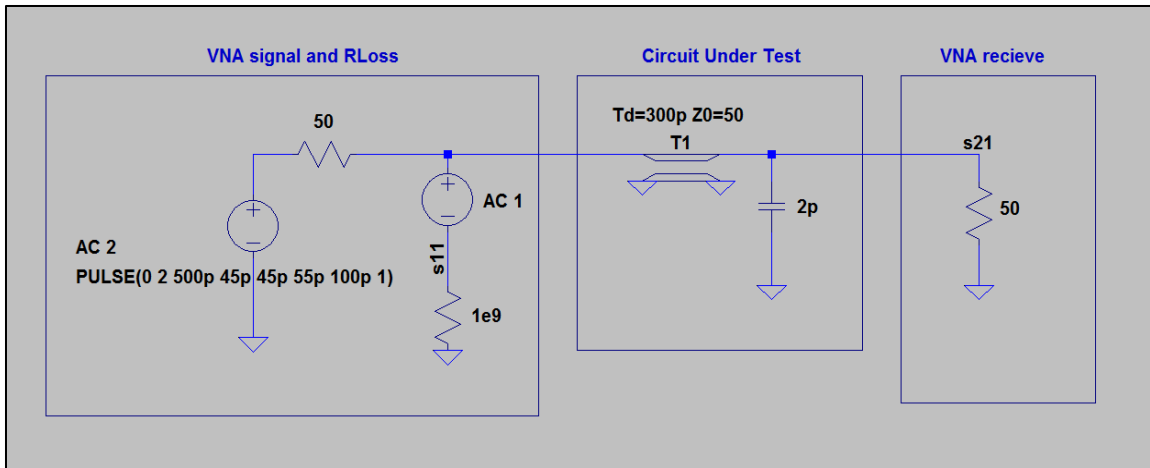 VNA signal and RLoss
Circuit Under Test
VNA recieve
50
Td=300p Z0=50
T1
s21
AC 1
2p
50
AC 2
PULSE(0 2 500p 45p 45p 55p 100p 1)
s11
1e9